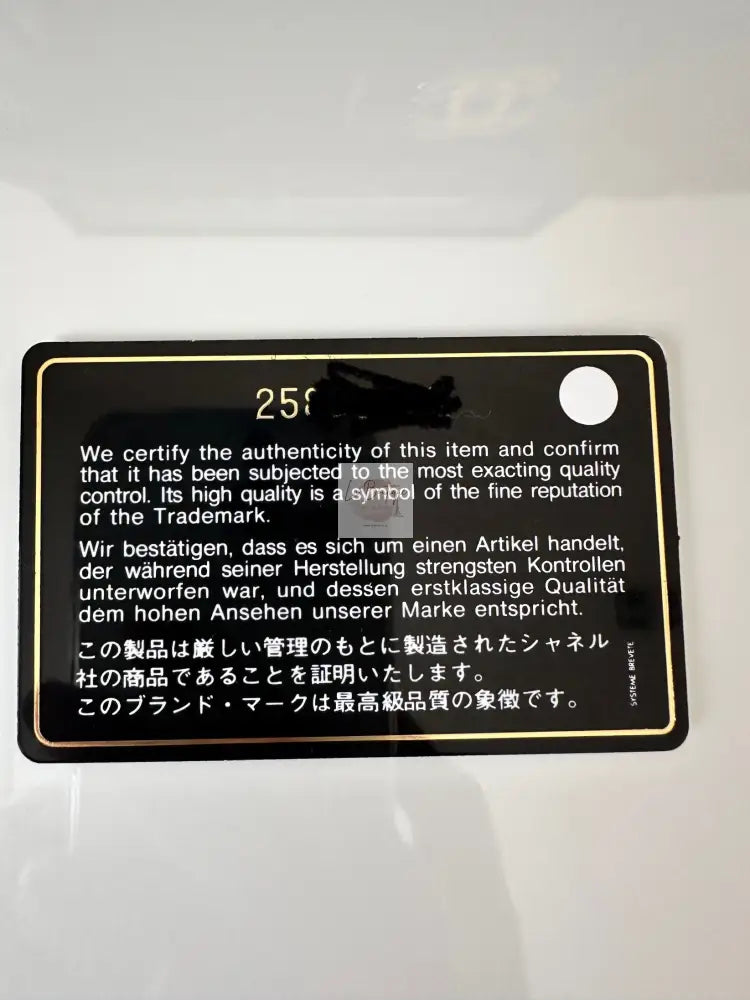 258
We certify the authenticity of this item and confirm
that it has been subjected to the most exacting quality
control. Its high quality is a symbol of the fine reputation
of the Trademark.
Wir bestätigen, dass es sich um einen Artikel handelt,
der während seiner Herstellung strengsten Kontrollen
unterworfen war, und dessen erstklassige Qualität
dem hohen Ansehen unserer Marke entspricht.
この製品は厳しい管理のもとに製造されたシャネル
社の商品であることを証明いたします。
このブランド・マークは最高級品質の象徴です。
SYSTEME BREVETE